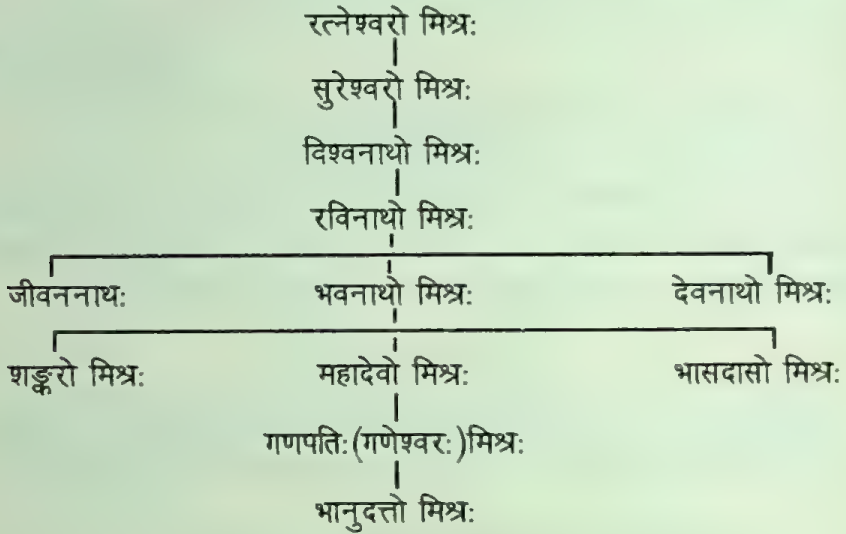 रत्नेश्वरो मिश्र:
सुरेश्वरो मिश्र:
दिश्वनाथो मिश्र:
रविनाथो मिश्र:
जीवननाथ: भवनाथो मिश्र: देवनाथो मिश्र:
शङ्करो मिश्र: महादेवो मिश्र: भासदासो मिश्र:
गणपति:(गणेश्वर:)मिश्र:
भानुदत्तो मिश्र: